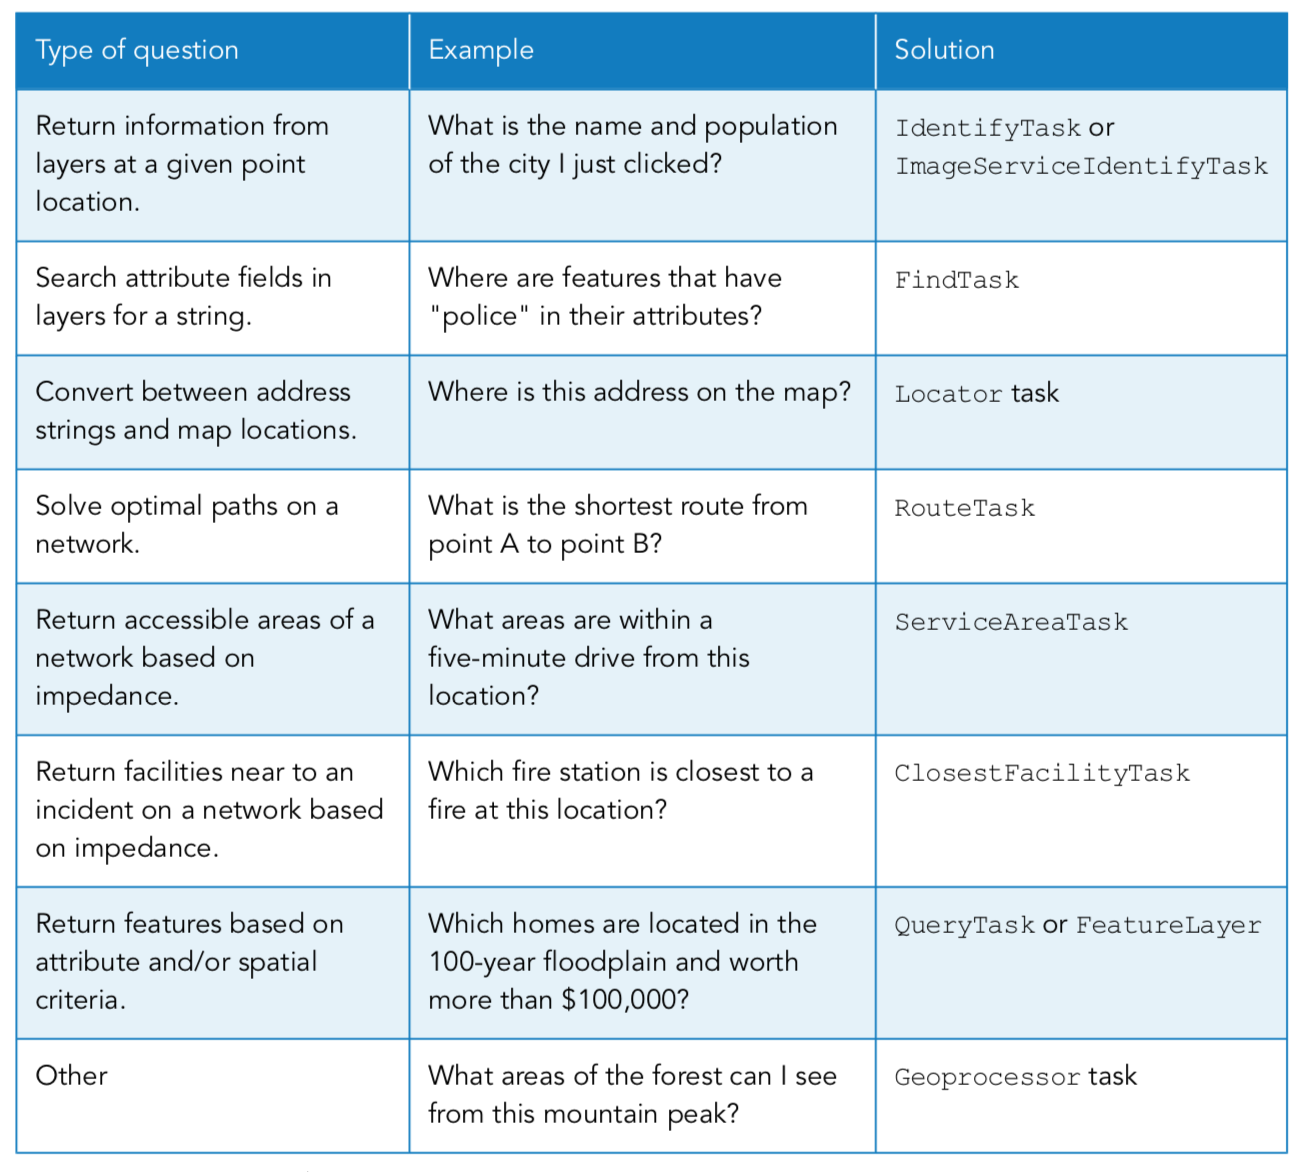 Type of question
Example
Solution
Return information from
layers at a given point
location.
What is the name and population
of the city I just clicked?
IdentifyTask or
ImageServiceIdentifyTask
Search attribute fields in
layers for a string.
Where are features that have
"police" in their attributes?
FindTask
Convert between address
strings and map locations.
Where is this address on the map?
Locator task
Solve optimal paths on a
network.
What is the shortest route from
point A to point B?
RouteTask
Return accessible areas of a
network based on
impedance.
What areas are within a
five-minute drive from this
location?
ServiceAreaTask
Return facilities near to an
incident on a network based
on impedance.
Which fire station is closest to a
fire at this location?
ClosestFacilityTask
Return features based on
attribute and/or spatial
criteria.
Which homes are located in the
100-year floodplain and worth
more than $100,000?
QueryTask or FeatureLayer
Other
What areas of the forest can I see
from this mountain peak?
Geoprocessor task